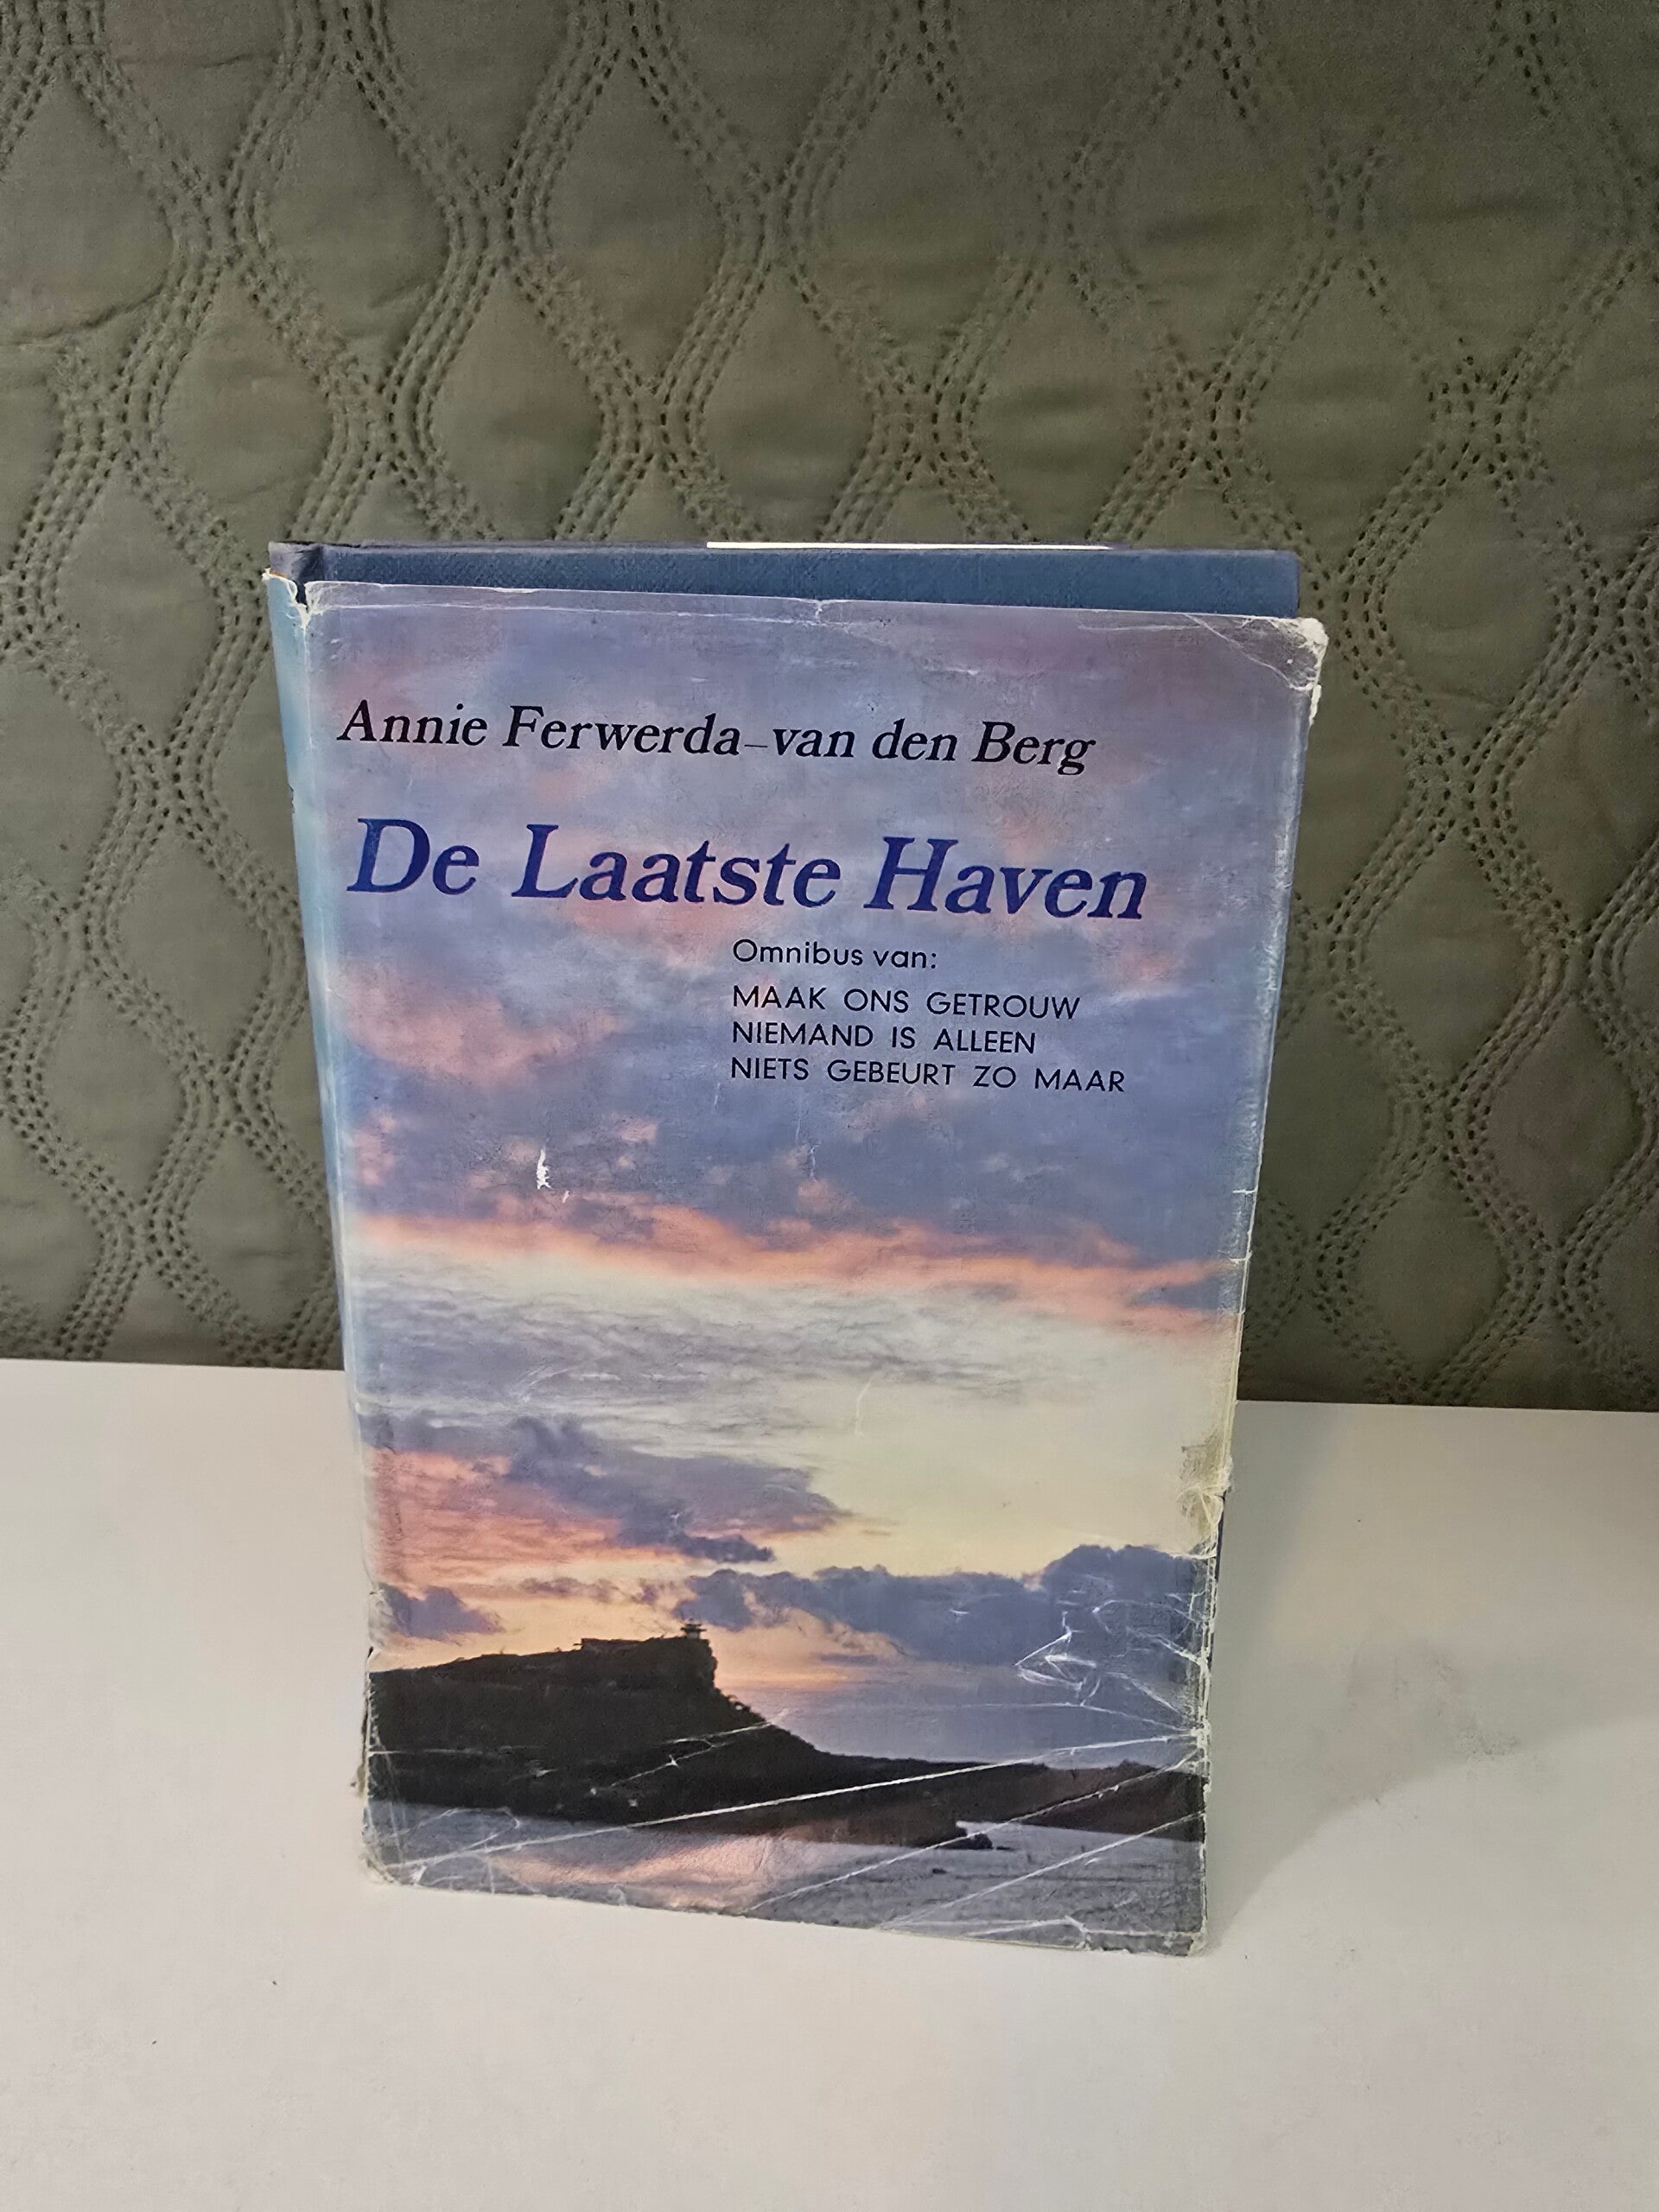 Annie Ferwerda-van den Berg
De Laatste Haven
Omnibus van:
MAAK ONS GETROUW
NIEMAND IS ALLEEN
NIETS GEBEURT ZO MAAR